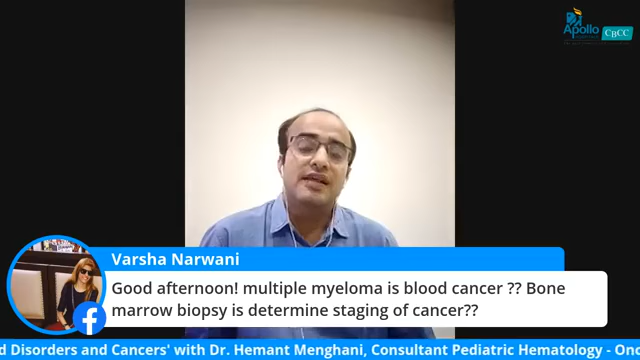 Apollo
CBCC
Varsha Narwani
Good afternoon! multiple myeloma is blood cancer ?? Bone
marrow biopsy is determine staging of cancer??
d Disorders and Cancers' with Dr. Hemant Menghani, Consultant Pediatric Hematology - Onc